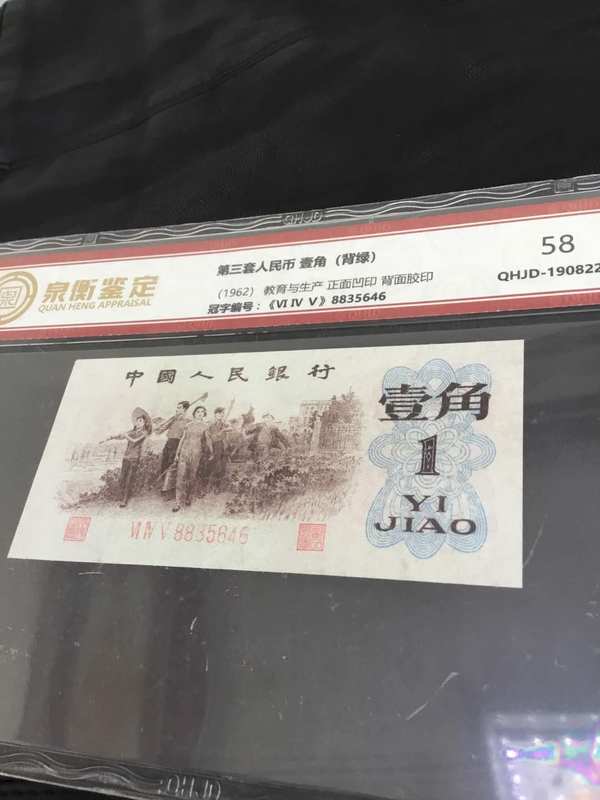 QHJD
泉衡鉴定
QUAN HENG APPRAISAL
第三套人民币 壹角（背绿）
（1962） 教育与生产 正面凹印 背面胶印
冠字编号：《VI IV V》8835646
58
QHJD-190822
中國人民銀行
壹角
1
YI
JIAO
VI IV V 8835646
QHJD